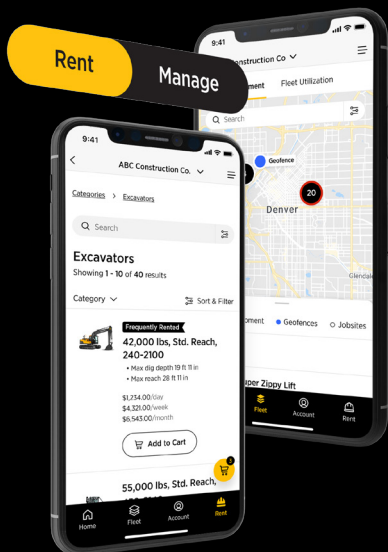 Rent
Manage
9:41
ABC Construction Co.
Categories > Excavators
Search
Excavators
Showing 1 - 10 of 40 results
Category
Sort & Filter
Frequently Rented
42,000 lbs, Std. Reach,
240-2100
• Max dig depth 19 ft 11 in
• Max reach 28 ft 11 in
$1,234.00/day
$4,321.00/week
$6,543.00/month
Add to Cart
3
55,000 lbs, Std. Reach,
Home
Fleet
Account
Rent
9:41
onstruction Co
Fleet Utilization
Search
Geofence
20
Denver
Glendale
Geofences
Jobsites
uper Zippy Lift
Fleet
Account
Rent